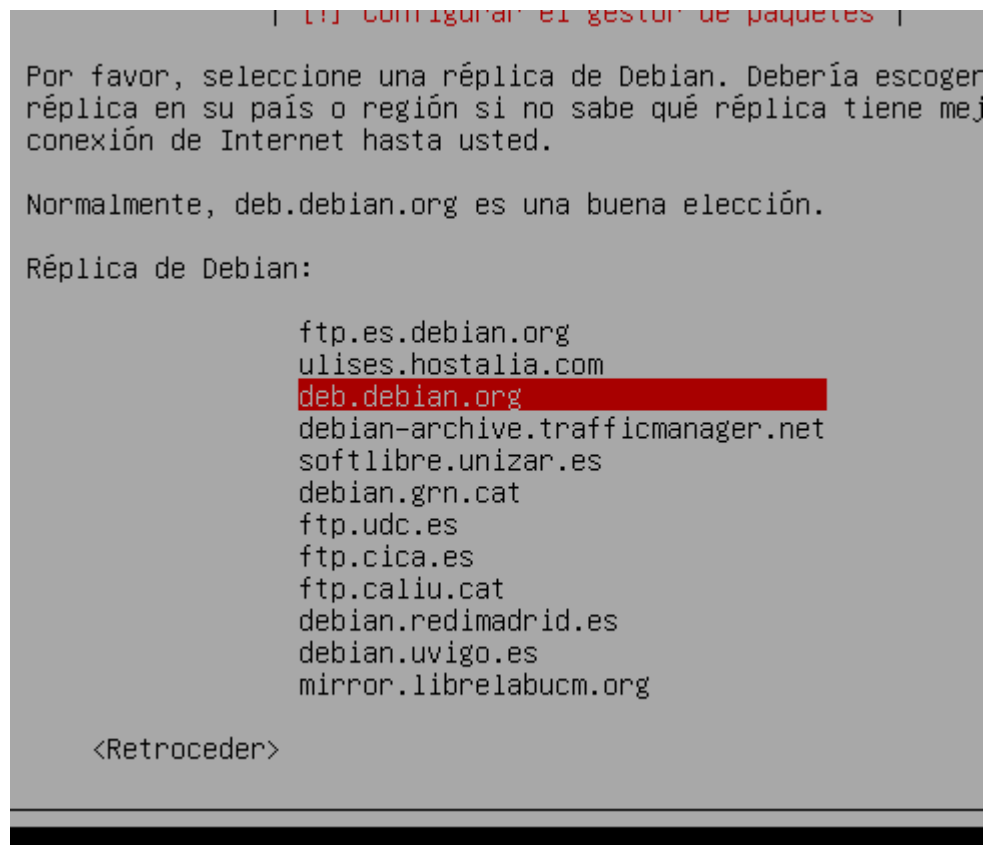 [!] Configurar el gestor de paquetes
Por favor, seleccione una réplica de Debian. Debería escoger
réplica en su país o región si no sabe qué réplica tiene mej
conexión de Internet hasta usted.
Normalmente, deb.debian.org es una buena elección.
Réplica de Debian:
ftp.es.debian.org
ulises.hostalia.com
deb.debian.org
debian-archive.trafficmanager.net
softlibre.unizar.es
debian.grn.cat
ftp.udc.es
ftp.cica.es
ftp.caliu.cat
debian.redimadrid.es
debian.uvigo.es
mirror.librelabucm.org
<Retroceder>